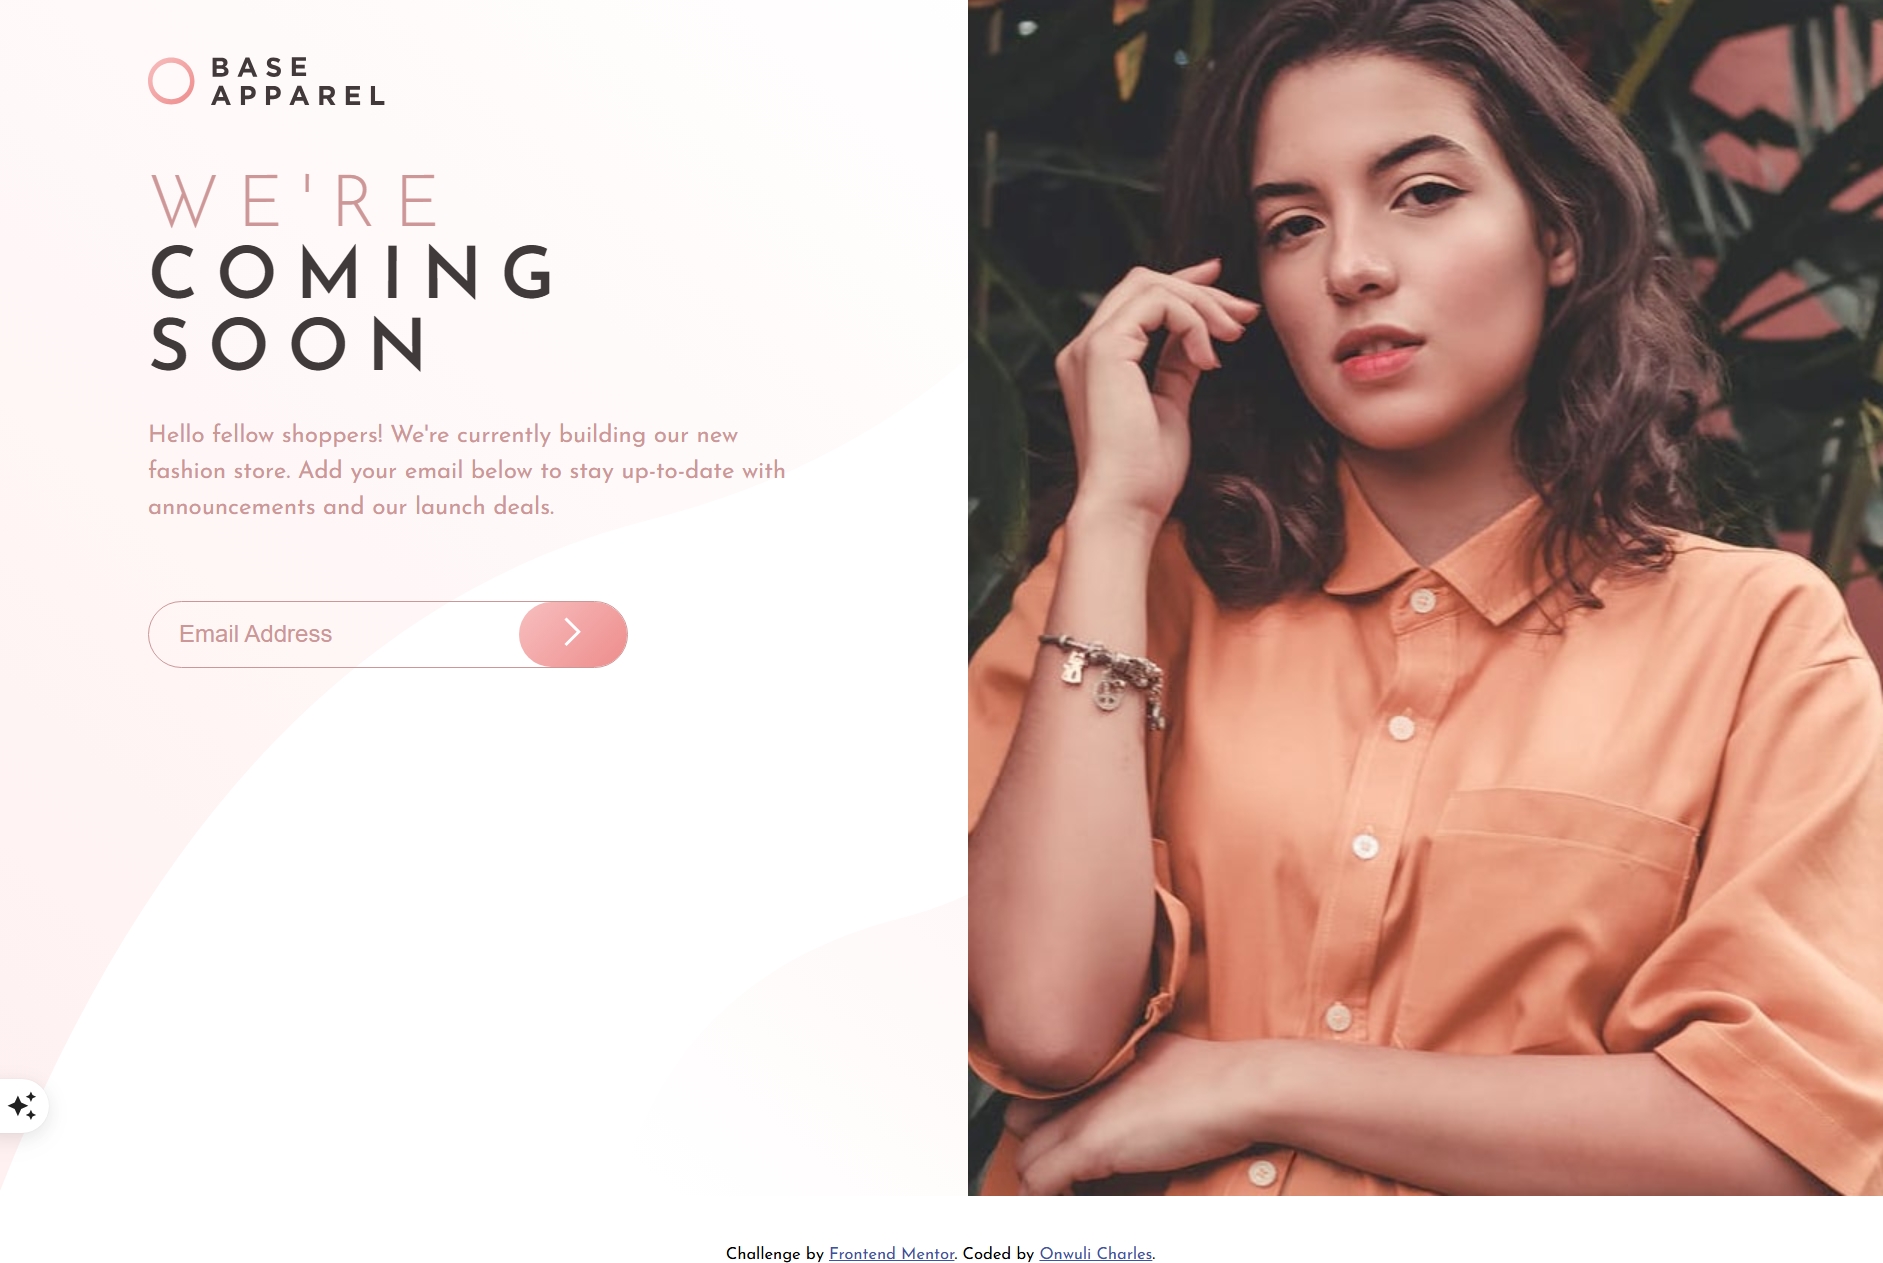 BASE
APPAREL
WE'RE
COMING
SOON
Hello fellow shoppers! We're currently building our new
fashion store. Add your email below to stay up-to-date with
announcements and our launch deals.
Email Address
Challenge by Frontend Mentor. Coded by Onwuli Charles.